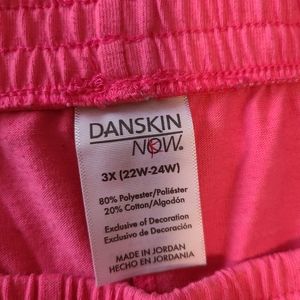 DANSKIN
NOW.
3X (22W-24W)
80% Polyester/Poliéster
20% Cotton/Algodón
Exclusive of Decoration
Exclusivo de Decoración
MADE IN JORDAN
HECHO EN JORDANIA